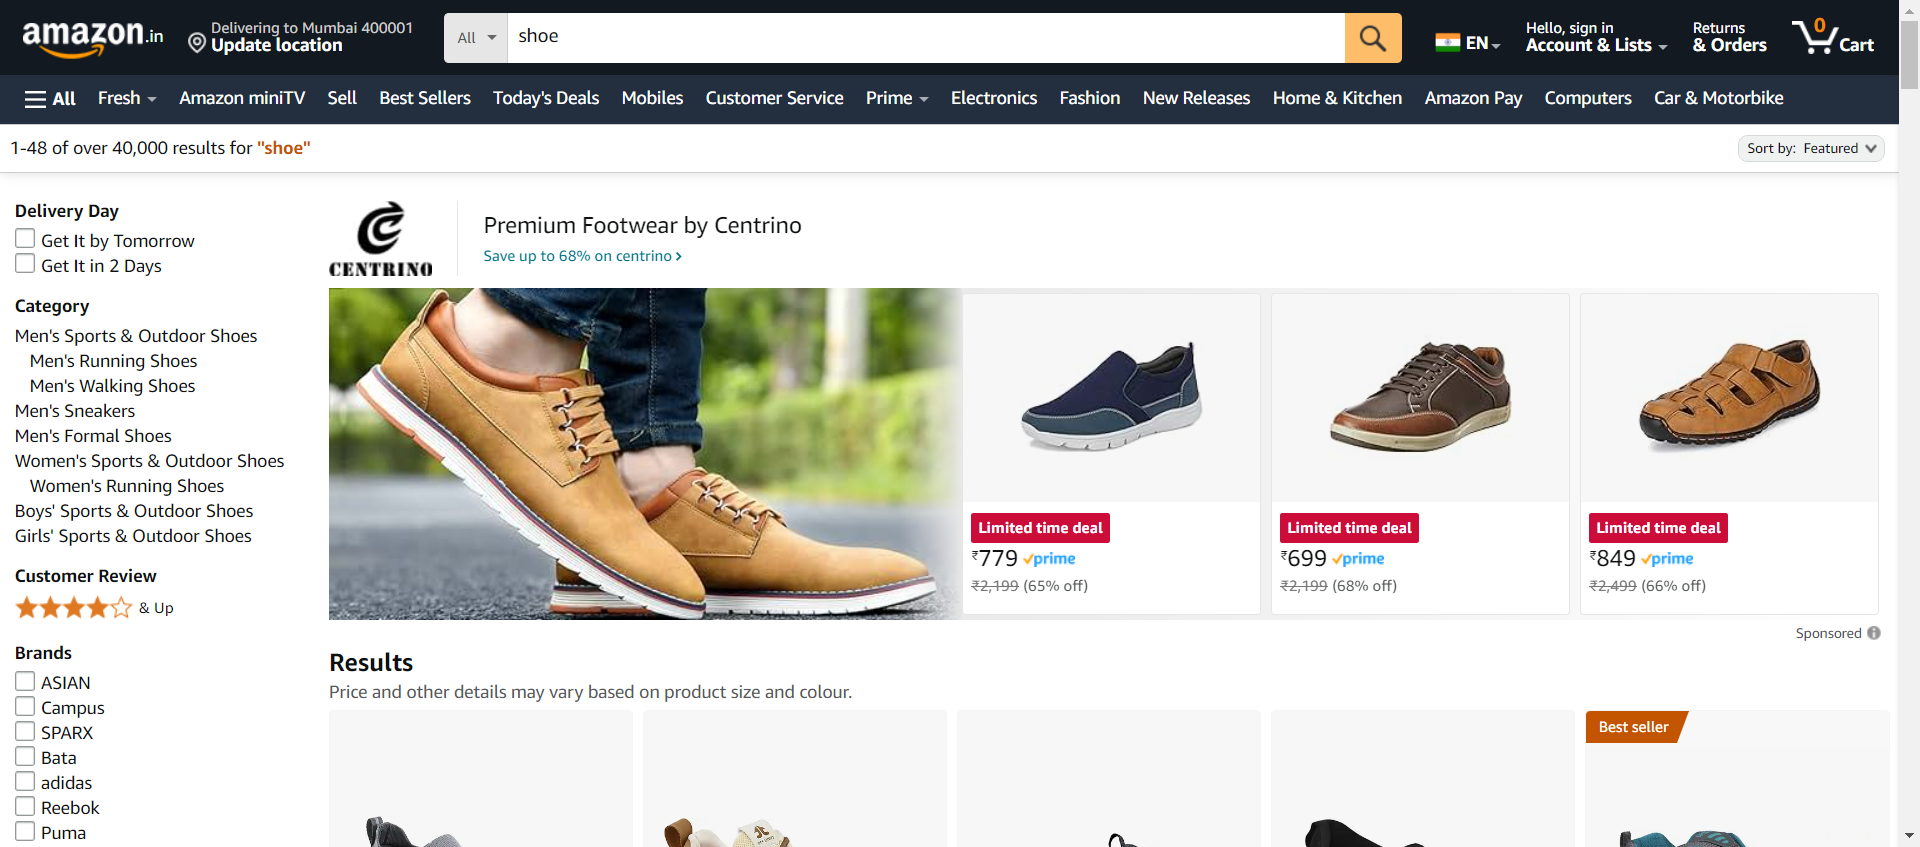 amazon.in
Delivering to Mumbai 400001
Update location
All
shoe
EN
Hello, sign in
Account & Lists
Returns
& Orders
0
Cart
All
Fresh
Amazon miniTV
Sell
Best Sellers
Today's Deals
Mobiles
Customer Service
Prime
Electronics
Fashion
New Releases
Home & Kitchen
Amazon Pay
Computers
Car & Motorbike
1-48 of over 40,000 results for "shoe"
Sort by: Featured
Delivery Day
Get It by Tomorrow
Get It in 2 Days
Category
Men's Sports & Outdoor Shoes
Men's Running Shoes
Men's Walking Shoes
Men's Sneakers
Men's Formal Shoes
Women's Sports & Outdoor Shoes
Women's Running Shoes
Boys' Sports & Outdoor Shoes
Girls' Sports & Outdoor Shoes
Customer Review
& Up
Brands
ASIAN
Campus
SPARX
Bata
adidas
Reebok
Puma
CENTRINO
Premium Footwear by Centrino
Save up to 68% on centrino ›
Limited time deal
₹779 prime
₹2,199 (65% off)
Limited time deal
₹699 prime
₹2,199 (68% off)
Limited time deal
₹849 prime
₹2,499 (66% off)
Sponsored
Results
Price and other details may vary based on product size and colour.
Best seller